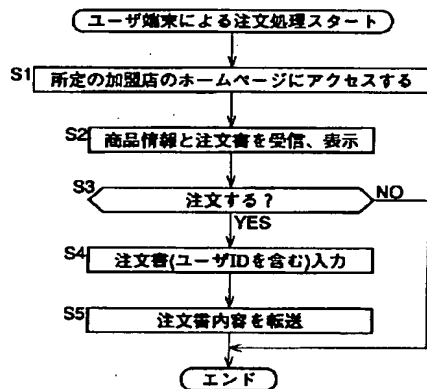 ユーザ端末による注文処理スタート
S1
所定の加盟店のホームページにアクセスする
S2
商品情報と注文書を受信、表示
S3
注文する?
NO
YES
S4
注文書(ユーザIDを含む)入力
S5
注文書内容を転送
エンド